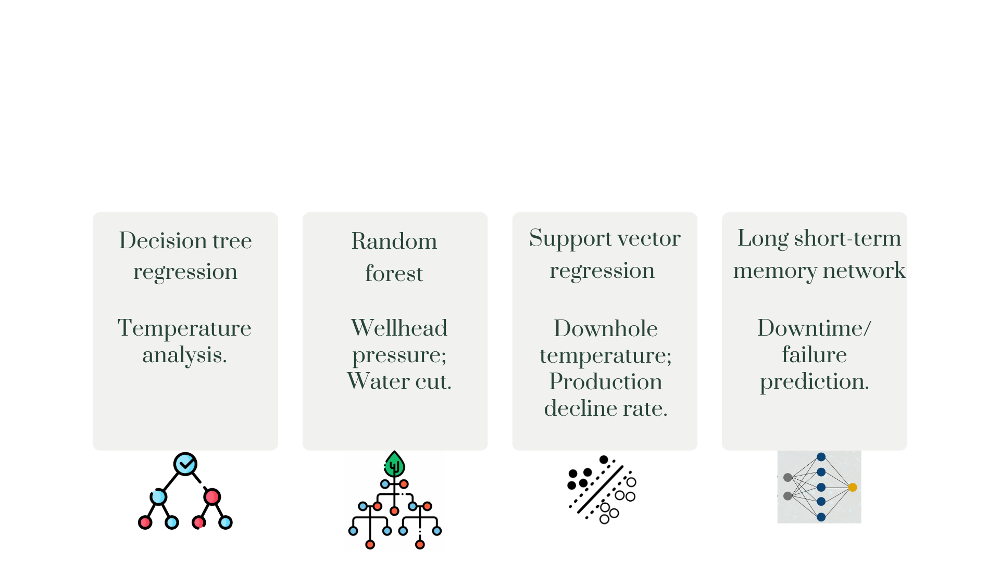 Decision tree
regression
Temperature
analysis.
Random
forest
Wellhead
pressure;
Water cut.
Support vector
regression
Downhole
temperature;
Production
decline rate.
Long short-term
memory network
Downtime/
failure
prediction.